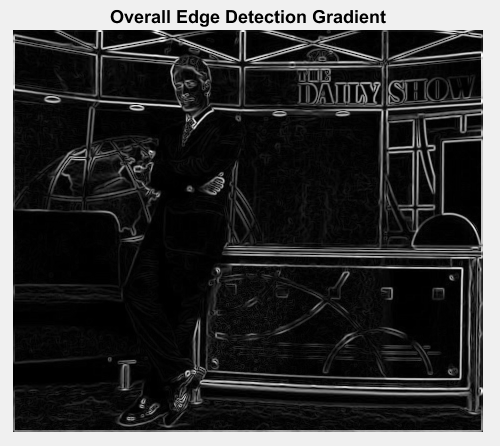 Overall Edge Detection Gradient
THE
DAILY SHOW